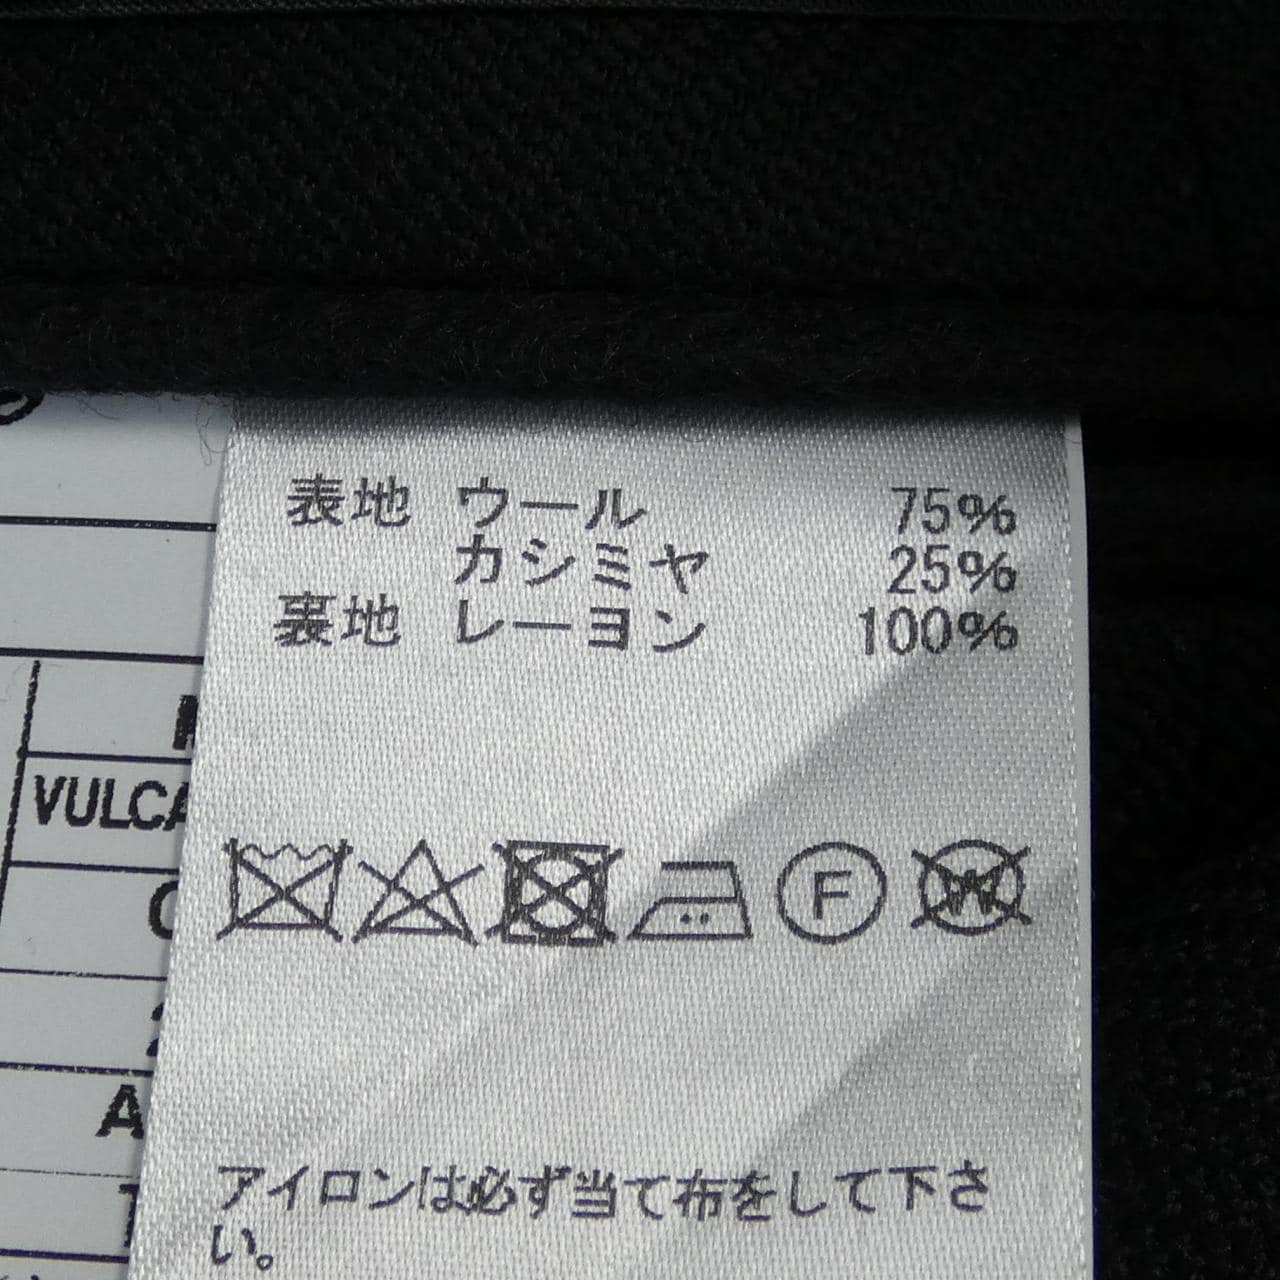 表地 ウール 75%
カシミヤ 25%
裏地 レーヨン 100%
F
W
アイロンは必ず当て布をして下さ
い。
A